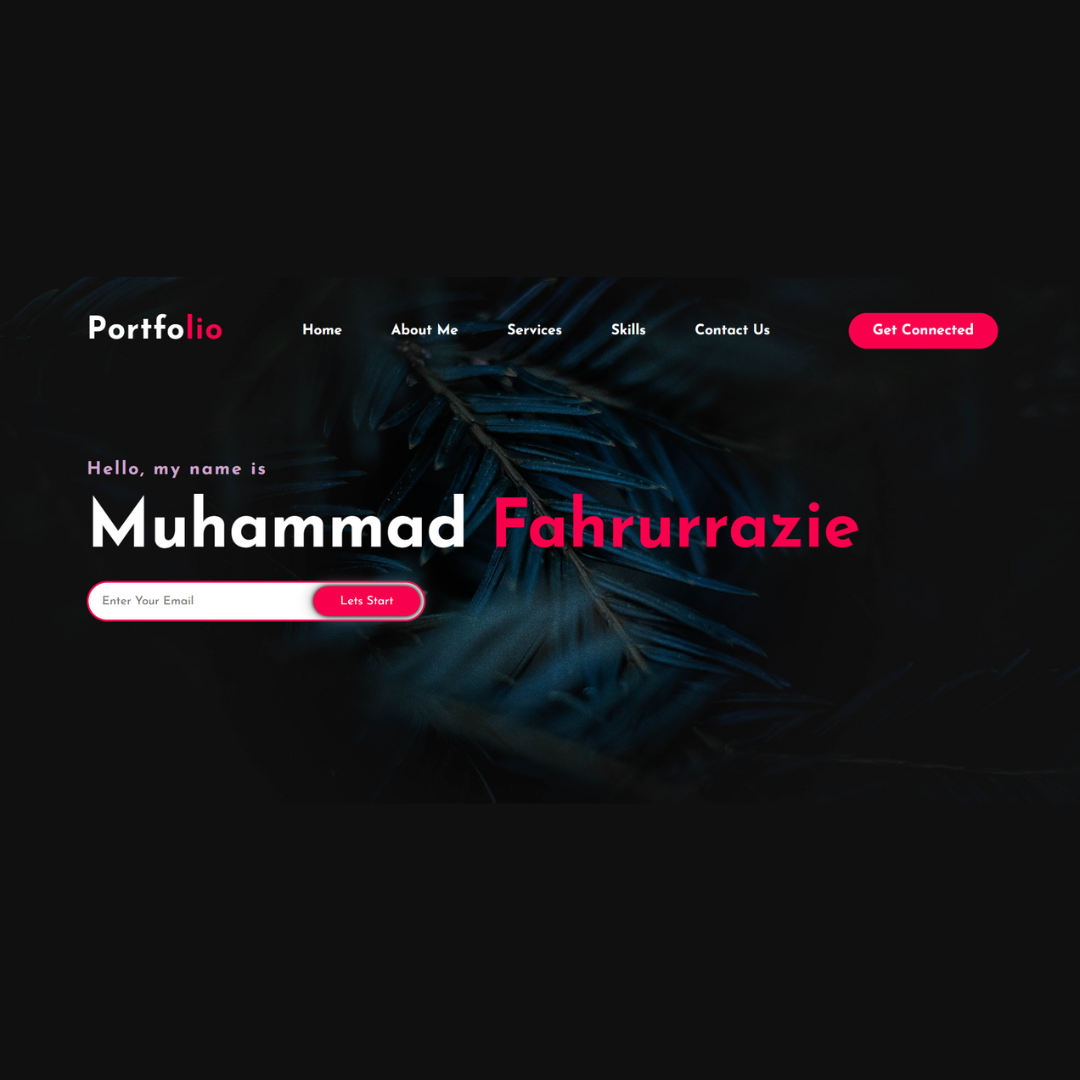 Portfolio Home About Me Services Skills Contact Us Get Connected
Hello, my name is
Muhammad Fahrurrazie
Enter Your Email Lets Start